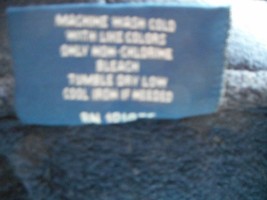 MACHINE WASH COLD
WITH LIKE COLORS
ONLY NON-CHLORINE
BLEACH
TUMBLE DRY LOW
COOL IRON IF NEEDED